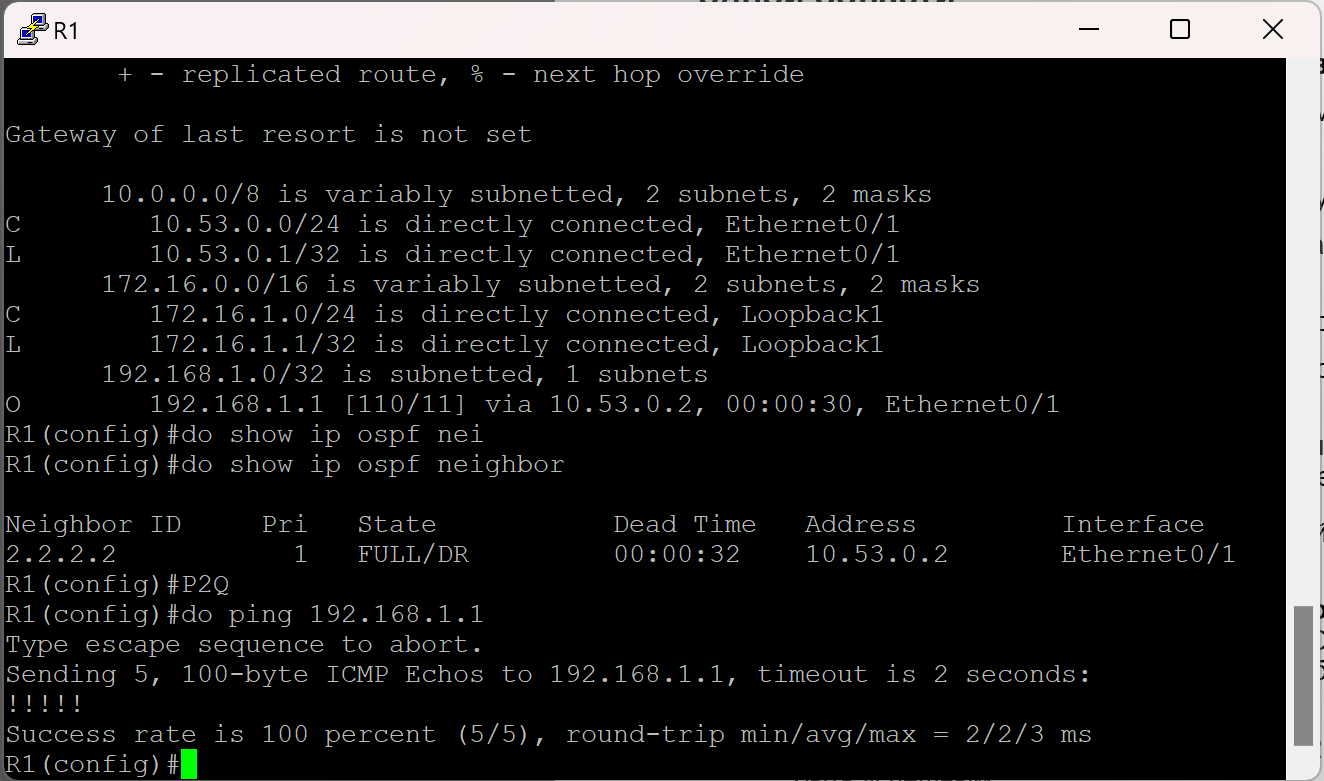 R1
+ - replicated route, % - next hop override
Gateway of last resort is not set
10.0.0.0/8 is variably subnetted, 2 subnets, 2 masks
C 10.53.0.0/24 is directly connected, Ethernet0/1
L 10.53.0.1/32 is directly connected, Ethernet0/1
172.16.0.0/16 is variably subnetted, 2 subnets, 2 masks
C 172.16.1.0/24 is directly connected, Loopback1
L 172.16.1.1/32 is directly connected, Loopback1
192.168.1.0/32 is subnetted, 1 subnets
O 192.168.1.1 [110/11] via 10.53.0.2, 00:00:30, Ethernet0/1
R1(config)#do show ip ospf nei
R1(config)#do show ip ospf neighbor
Neighbor ID Pri State Dead Time Address Interface
2.2.2.2 1 FULL/DR 00:00:32 10.53.0.2 Ethernet0/1
R1(config)#P2Q
R1(config)#do ping 192.168.1.1
Type escape sequence to abort.
Sending 5, 100-byte ICMP Echos to 192.168.1.1, timeout is 2 seconds:
!!!!!
Success rate is 100 percent (5/5), round-trip min/avg/max = 2/2/3 ms
R1(config)#